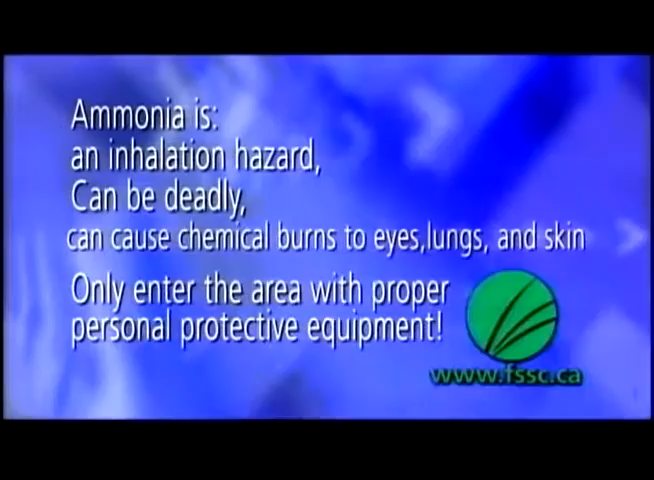 Ammonia is:
an inhalation hazard,
Can be deadly,
can cause chemical burns to eyes,lungs, and skin
Only enter the area with proper
personal protective equipment!
www.fssc.ca